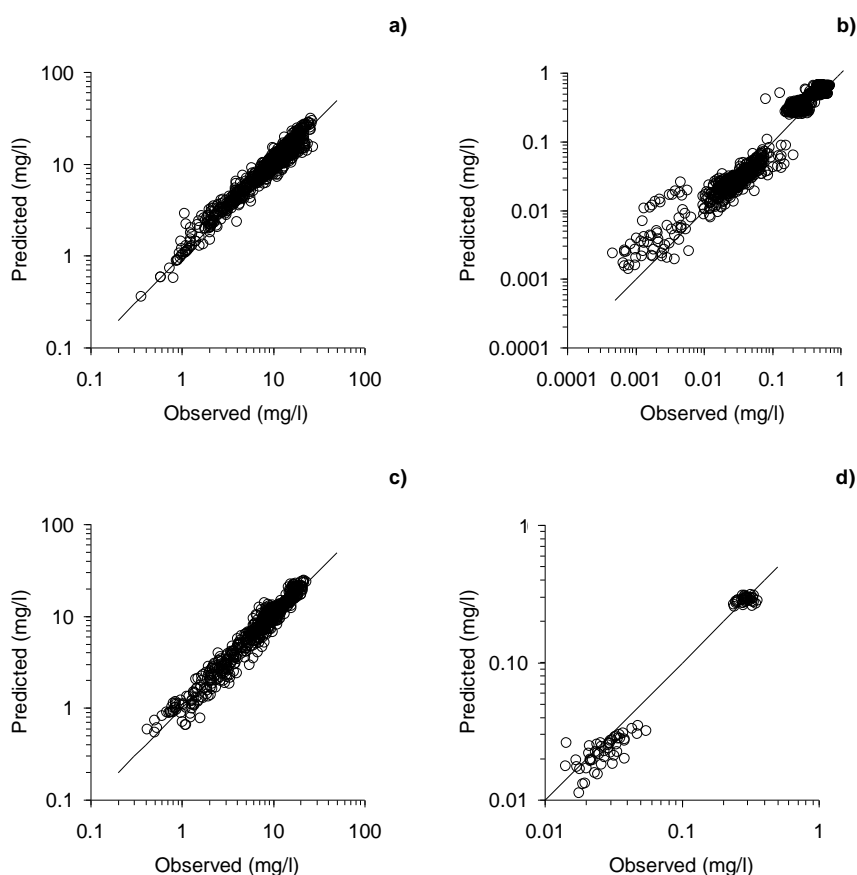 a)
100
10
1
0.1
Predicted (mg/l)
0.1 1 10 100
Observed (mg/l)
b)
1
0.1
0.01
0.001
0.0001
Predicted (mg/l)
0.0001 0.001 0.01 0.1 1
Observed (mg/l)
c)
100
10
1
0.1
Predicted (mg/l)
0.1 1 10 100
Observed (mg/l)
d)
1
0.10
0.01
Predicted (mg/l)
0.01 0.1 1
Observed (mg/l)